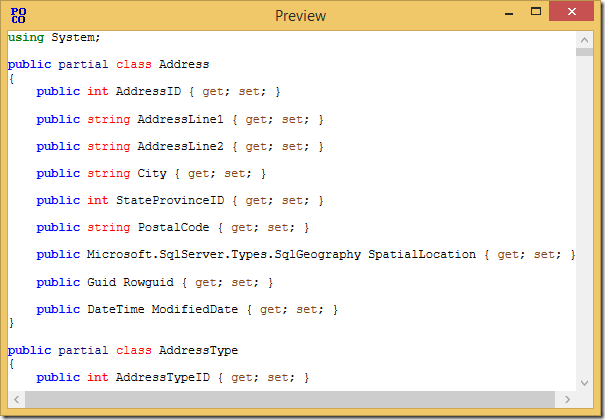 PO
CO
Preview
using System;
public partial class Address
{
    public int AddressID { get; set; }
    public string AddressLine1 { get; set; }
    public string AddressLine2 { get; set; }
    public string City { get; set; }
    public int StateProvinceID { get; set; }
    public string PostalCode { get; set; }
    public Microsoft.SqlServer.Types.SqlGeography SpatialLocation { get; set; }
    public Guid Rowguid { get; set; }
    public DateTime ModifiedDate { get; set; }
}
public partial class AddressType
{
    public int AddressTypeID { get; set; }